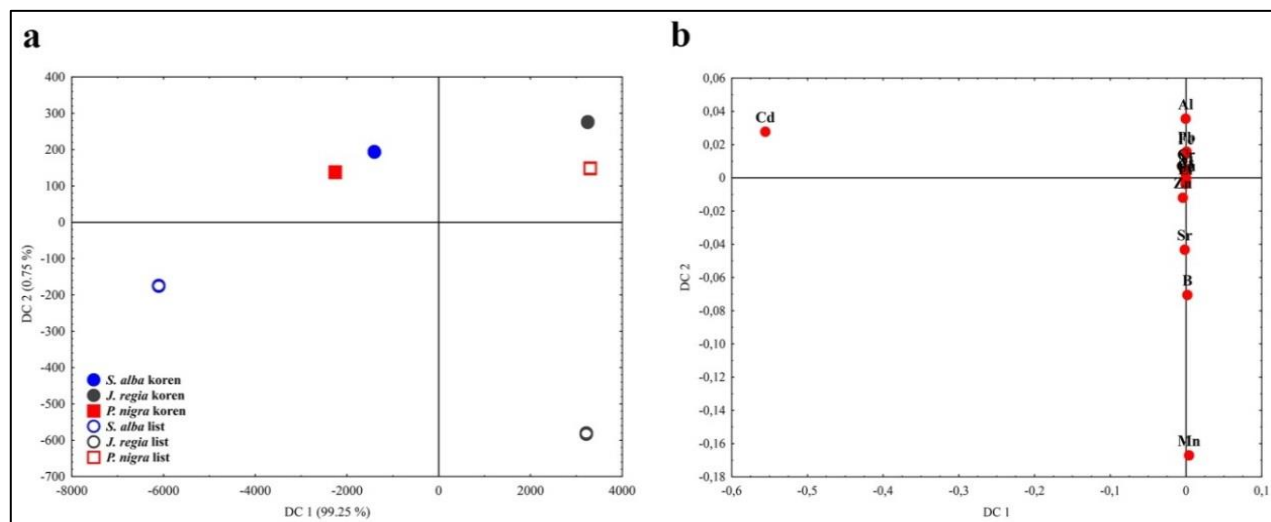 a
400
300
200
100
0
-100
-200
-300
-400
-500
-600
-700
DC 2 (0.75 %)
S. alba koren
J. regia koren
P. nigra koren
S. alba list
J. regia list
P. nigra list
-8000 -6000 -4000 -2000 0 2000 4000
DC 1 (99.25 %)
b
0,06
0,04
0,02
0
-0,02
-0,04
-0,06
-0,08
-0,10
-0,12
-0,14
-0,16
-0,18
DC 2
Cd
Al
Sr
B
Mn
-0,6 -0,5 -0,4 -0,3 -0,2 -0,1 0 0,1
DC 1